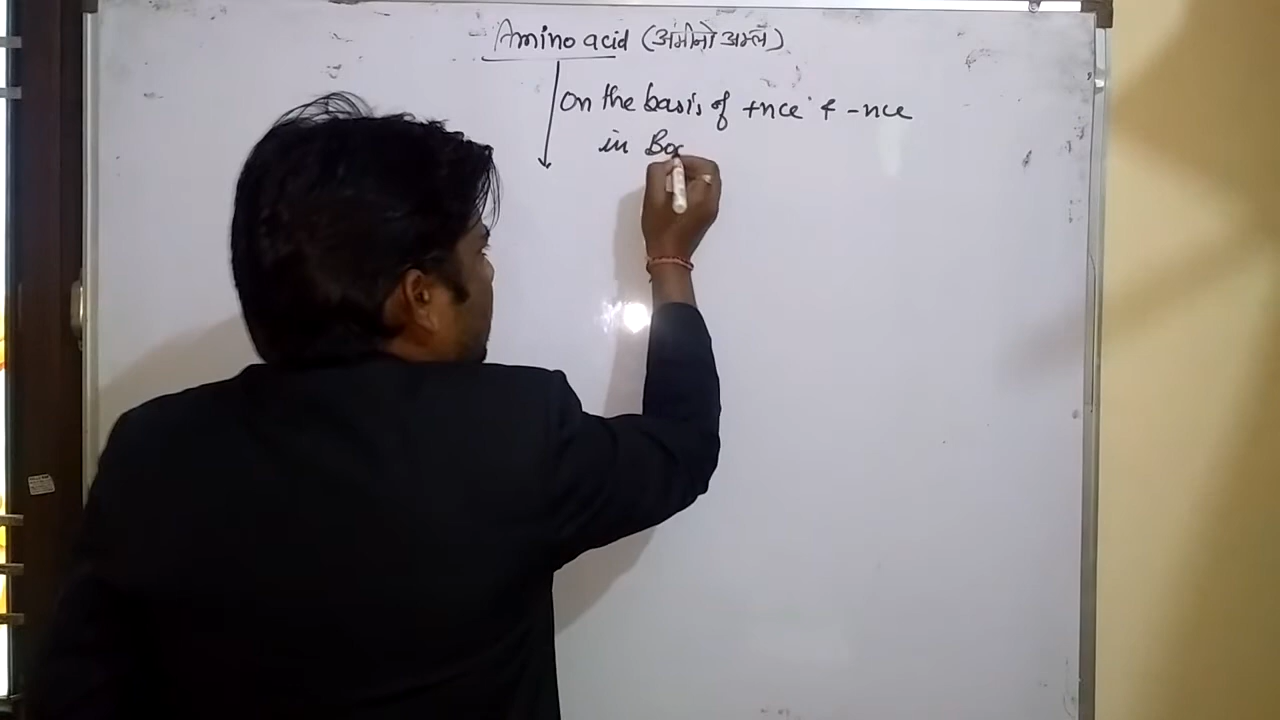 Amino acid (अमीनो अम्ल)
On the basis of +nce & -nce
in Bo